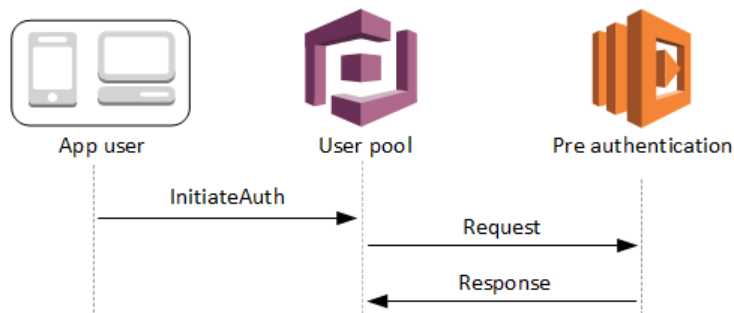 App user
User pool
Pre authentication
InitiateAuth
Request
Response